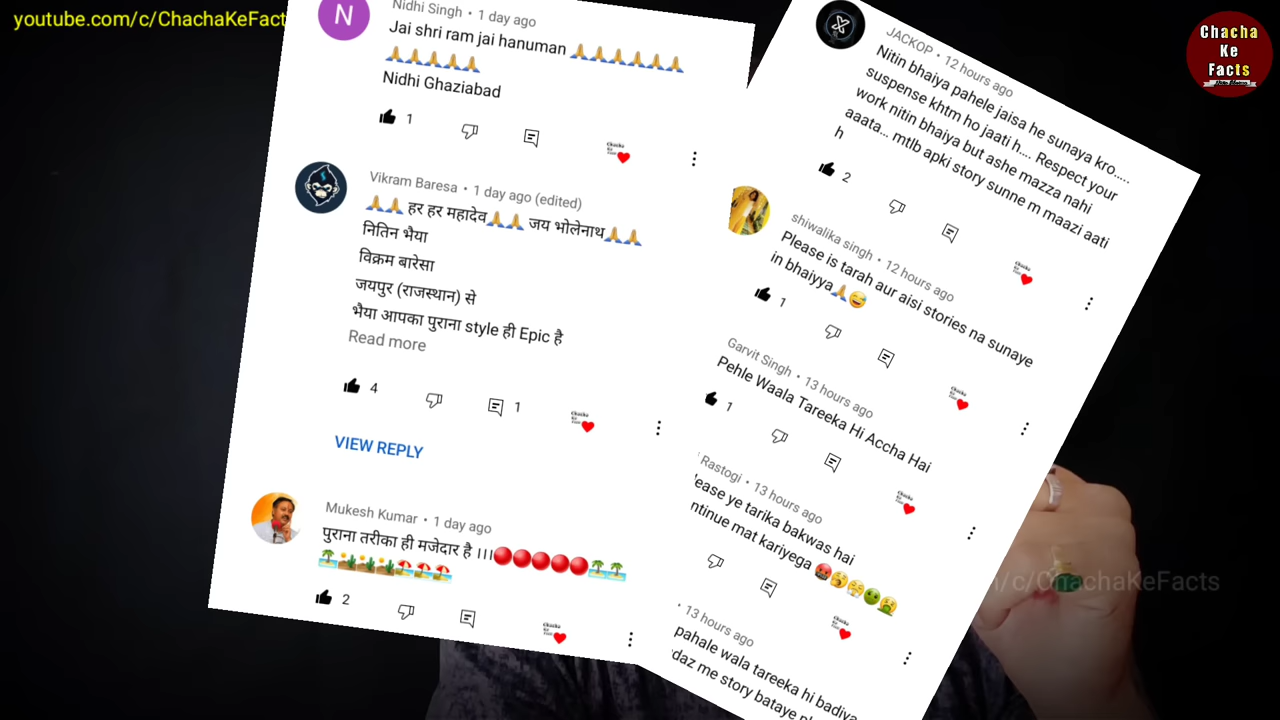 youtube.com/c/ChachaKeFacts
Nidhi Singh • 1 day ago
Jai shri ram jai hanuman 🙏🙏🙏🙏🙏🙏
🙏🙏🙏🙏🙏
Nidhi Ghaziabad
1
Vikram Baresa • 1 day ago (edited)
🙏🙏 हर हर महादेव🙏🙏 जय भोलेनाथ🙏🙏
नितिन भैया
विक्रम बारेसा
जयपुर (राजस्थान) से
भैया आपका पुराना style ही Epic है
Read more
4
1
VIEW REPLY
Mukesh Kumar • 1 day ago
पुराना तरीका ही मजेदार है ।।।🔴🔴🔴🔴🔴🏝️🏝️
🏝️🏜️🏜️🏜️🏖️🏖️🏖️
2
JACKOP • 12 hours ago
Nitin bhaiya pahele jaisa he sunaya kro.....
suspense khtm ho jaati h.... Respect your
work nitin bhaiya but ashe mazza nahi
aaata... mtlb apki story sunne m maazi aati
h
2
shiwalika singh • 12 hours ago
Please is tarah aur aisi stories na sunaye
in bhaiyya🙏😅
1
Garvit Singh • 13 hours ago
Pehle Waala Tareeka Hi Accha Hai
1
Rastogi • 13 hours ago
lease ye tarika bakwas hai
ntinue mat kariyega
• 13 hours ago
pahale wala tareeka hi badiya
daz me story bataye
Chacha
Ke
Facts
/c/ChachaKeFacts